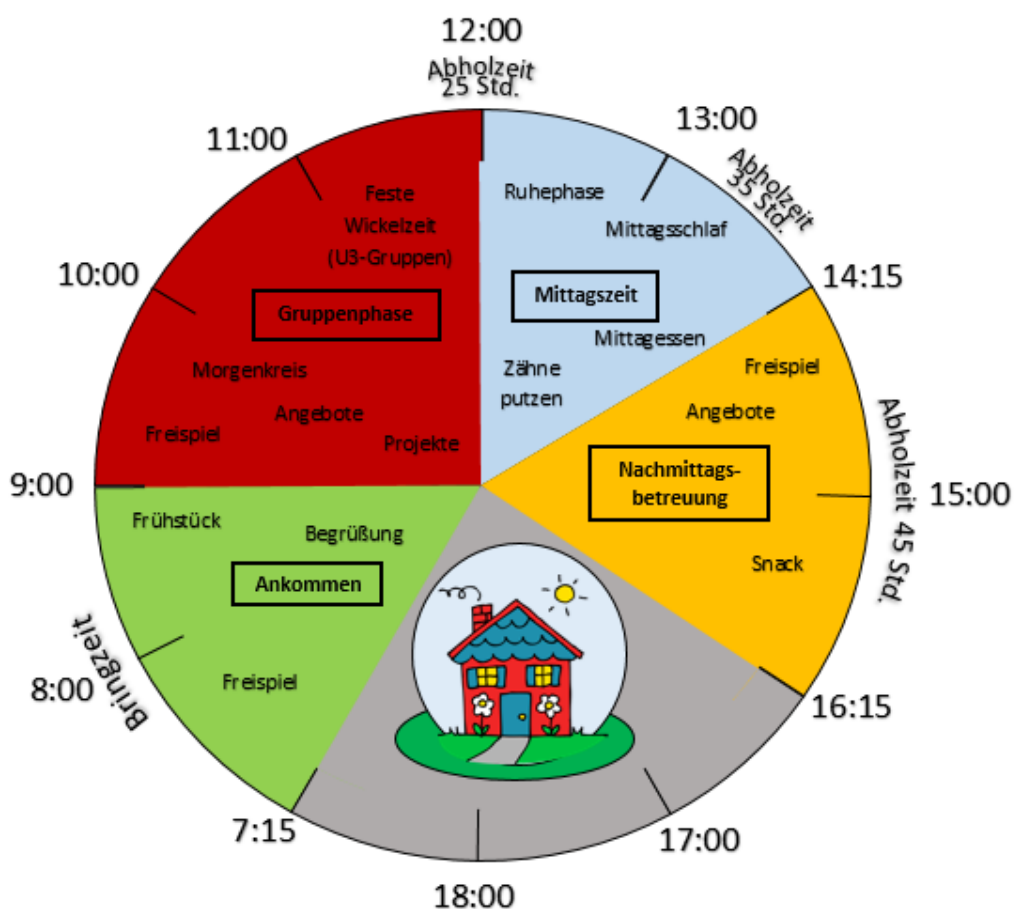 12:00
Abholzeit
25 Std.
11:00
13:00
Abholzeit
35 Std.
Feste
Wickelzeit
(U3-Gruppen)
Ruhephase
Mittagsschlaf
10:00
14:15
Gruppenphase
Mittagszeit
Mittagessen
Zähne
putzen
Morgenkreis
Angebote
Freispiel
Projekte
Freispiel
Angebote
Nachmittags-
betreuung
Abholzeit 45 Std.
9:00
15:00
Frühstück
Begrüßung
Ankommen
Snack
Bringzeit
8:00
Freispiel
16:15
7:15
17:00
18:00